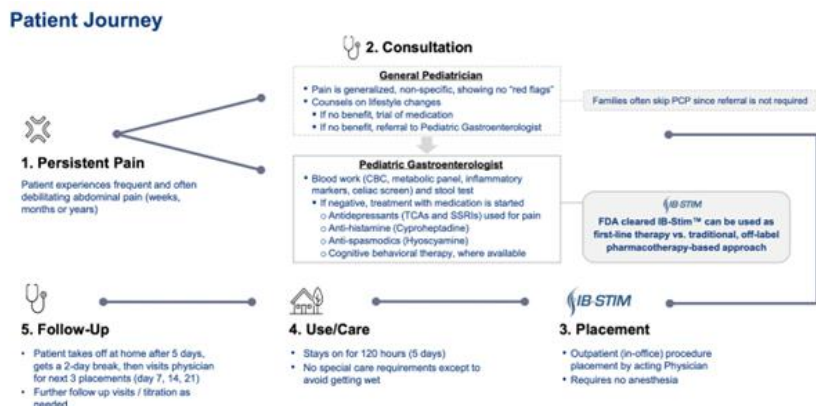 Patient Journey
2. Consultation
General Pediatrician
• Pain is generalized, non-specific, showing no "red flags"
• Counsels on lifestyle changes
▪ If no benefit, trial of medication
▪ If no benefit, referral to Pediatric Gastroenterologist
Families often skip PCP since referral is not required
1. Persistent Pain
Patient experiences frequent and often
debilitating abdominal pain (weeks,
months or years)
Pediatric Gastroenterologist
• Blood work (CBC, metabolic panel, inflammatory
markers, celiac screen) and stool test
▪ If negative, treatment with medication is started
o Antidepressants (TCAs and SSRIs) used for pain
o Anti-histamine (Cyproheptadine)
o Anti-spasmodics (Hyoscyamine)
o Cognitive behavioral therapy, where available
IB-STIM
FDA cleared IB-Stim™ can be used as
first-line therapy vs. traditional, off-label
pharmacotherapy-based approach
IB-STIM
3. Placement
• Outpatient (in-office) procedure
placement by acting Physician
• Requires no anesthesia
4. Use/Care
• Stays on for 120 hours (5 days)
• No special care requirements except to
avoid getting wet
5. Follow-Up
• Patient takes off at home after 5 days,
gets a 2-day break, then visits physician
for next 3 placements (day 7, 14, 21)
• Further follow up visits / titration as
needed